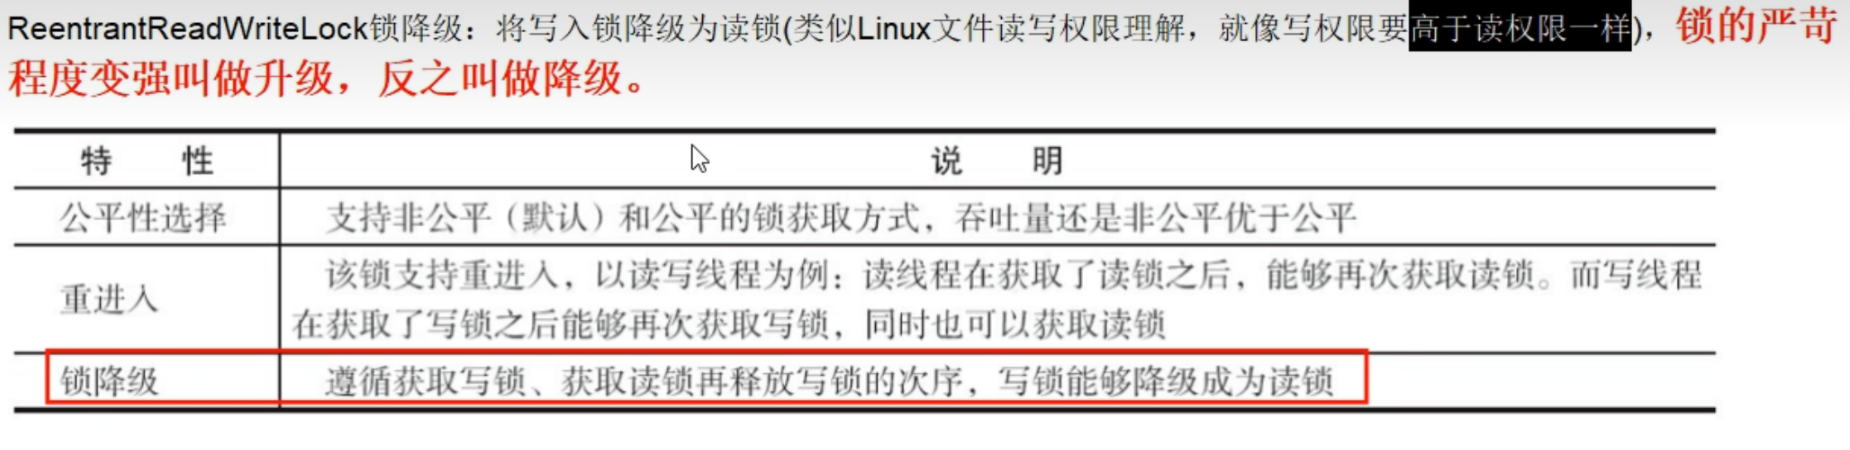 ReentrantReadWriteLock锁降级：将写入锁降级为读锁(类似Linux文件读写权限理解，就像写权限要高于读权限一样)，锁的严苛
程度变强叫做升级，反之叫做降级。
特 性 说 明
公平性选择 支持非公平（默认）和公平的锁获取方式，吞吐量还是非公平优于公平
重进入 该锁支持重进入，以读写线程为例：读线程在获取了读锁之后，能够再次获取读锁。而写线程
在获取了写锁之后能够再次获取写锁，同时也可以获取读锁
锁降级 遵循获取写锁、获取读锁再释放写锁的次序，写锁能够降级成为读锁